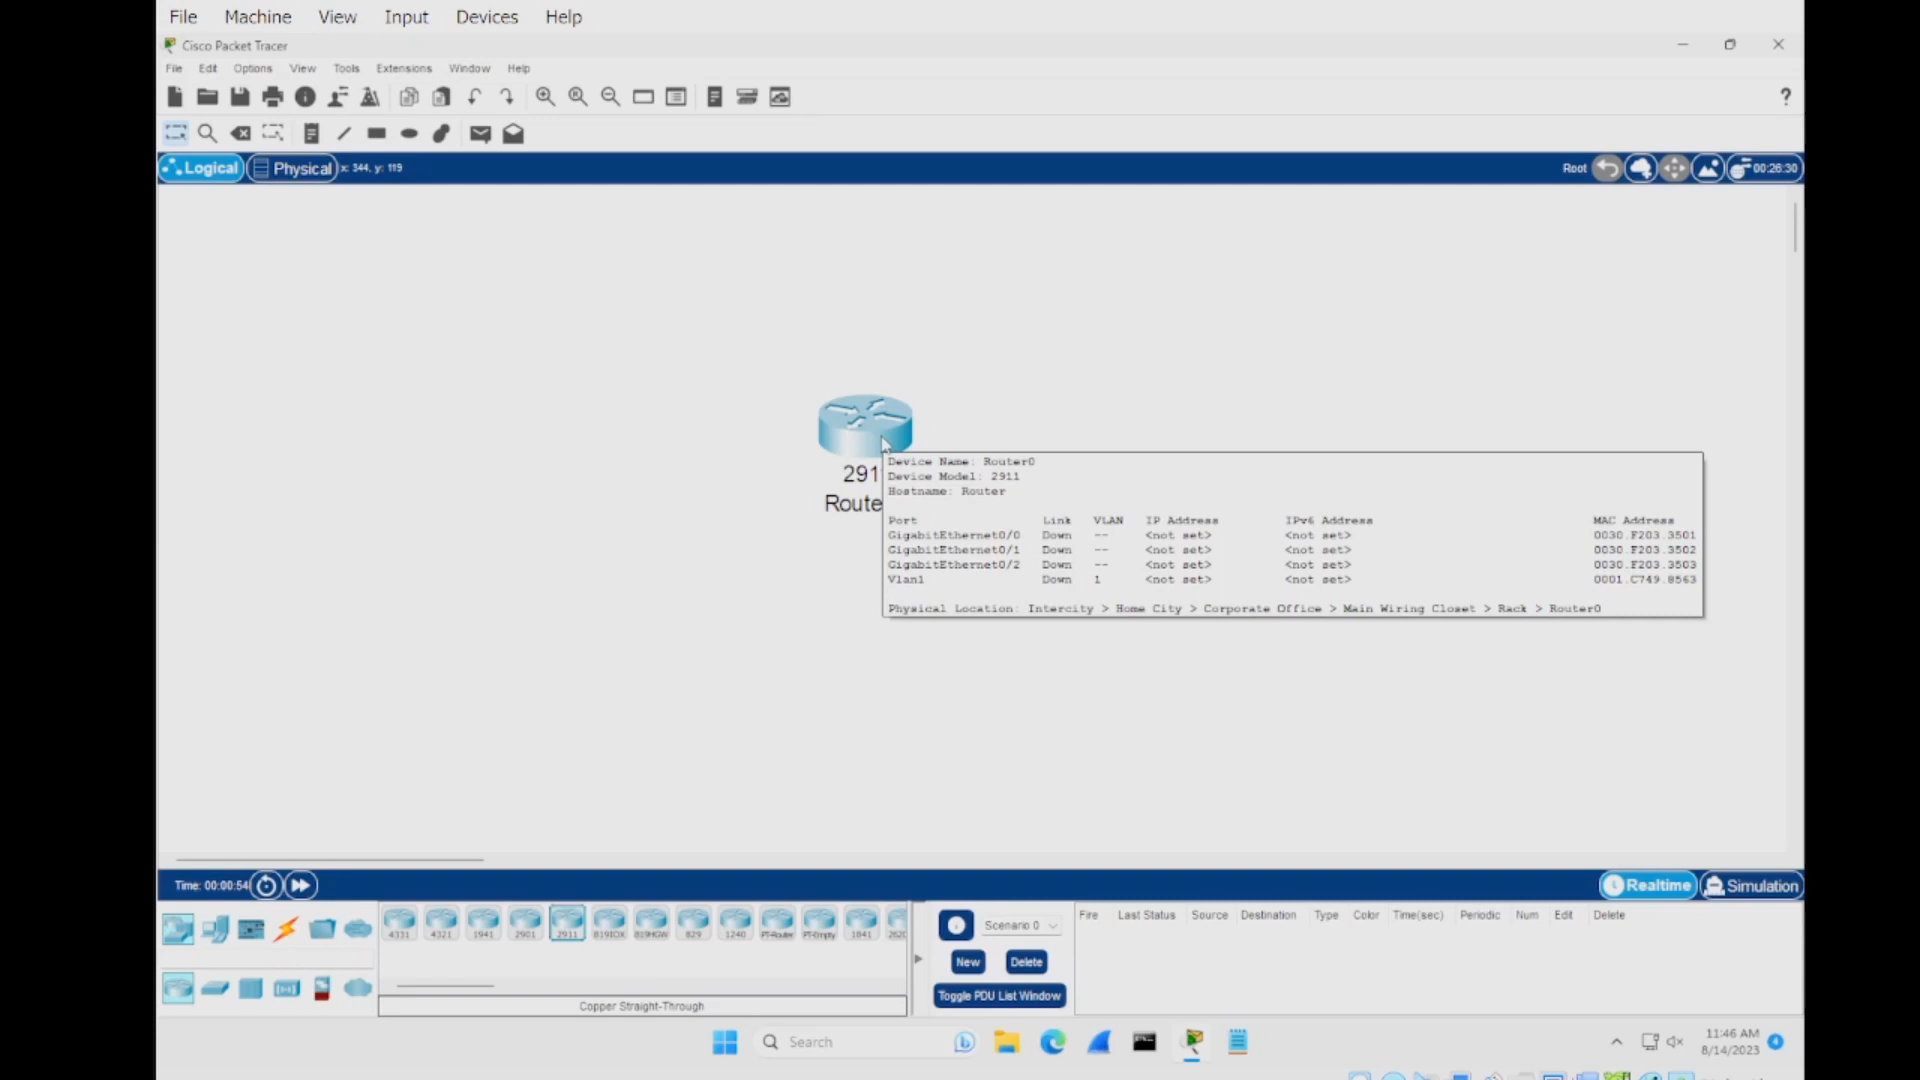 File Machine View Input Devices Help
Cisco Packet Tracer
File Edit Options View Tools Extensions Window Help
?
Logical Physical x: 344, y: 119 Root 00:26:30
291
Route
Device Name: Router0
Device Model: 2911
Hostname: Router
Port Link VLAN IP Address IPv6 Address MAC Address
GigabitEthernet0/0 Down -- <not set> <not set> 0030.F203.3501
GigabitEthernet0/1 Down -- <not set> <not set> 0030.F203.3502
GigabitEthernet0/2 Down -- <not set> <not set> 0030.F203.3503
Vlan1 Down 1 <not set> <not set> 0001.C749.8563
Physical Location: Intercity > Home City > Corporate Office > Main Wiring Closet > Rack > Router0
Time: 00:00:54 Realtime Simulation
4331 4321 1941 2901 2911 819IOX 819HGW 829 1240 PT-Router PT-Empty 1841 2620
Scenario 0
New Delete
Toggle PDU List Window
Fire Last Status Source Destination Type Color Time(sec) Periodic Num Edit Delete
Copper Straight-Through
Search
11:46 AM
8/14/2023
4